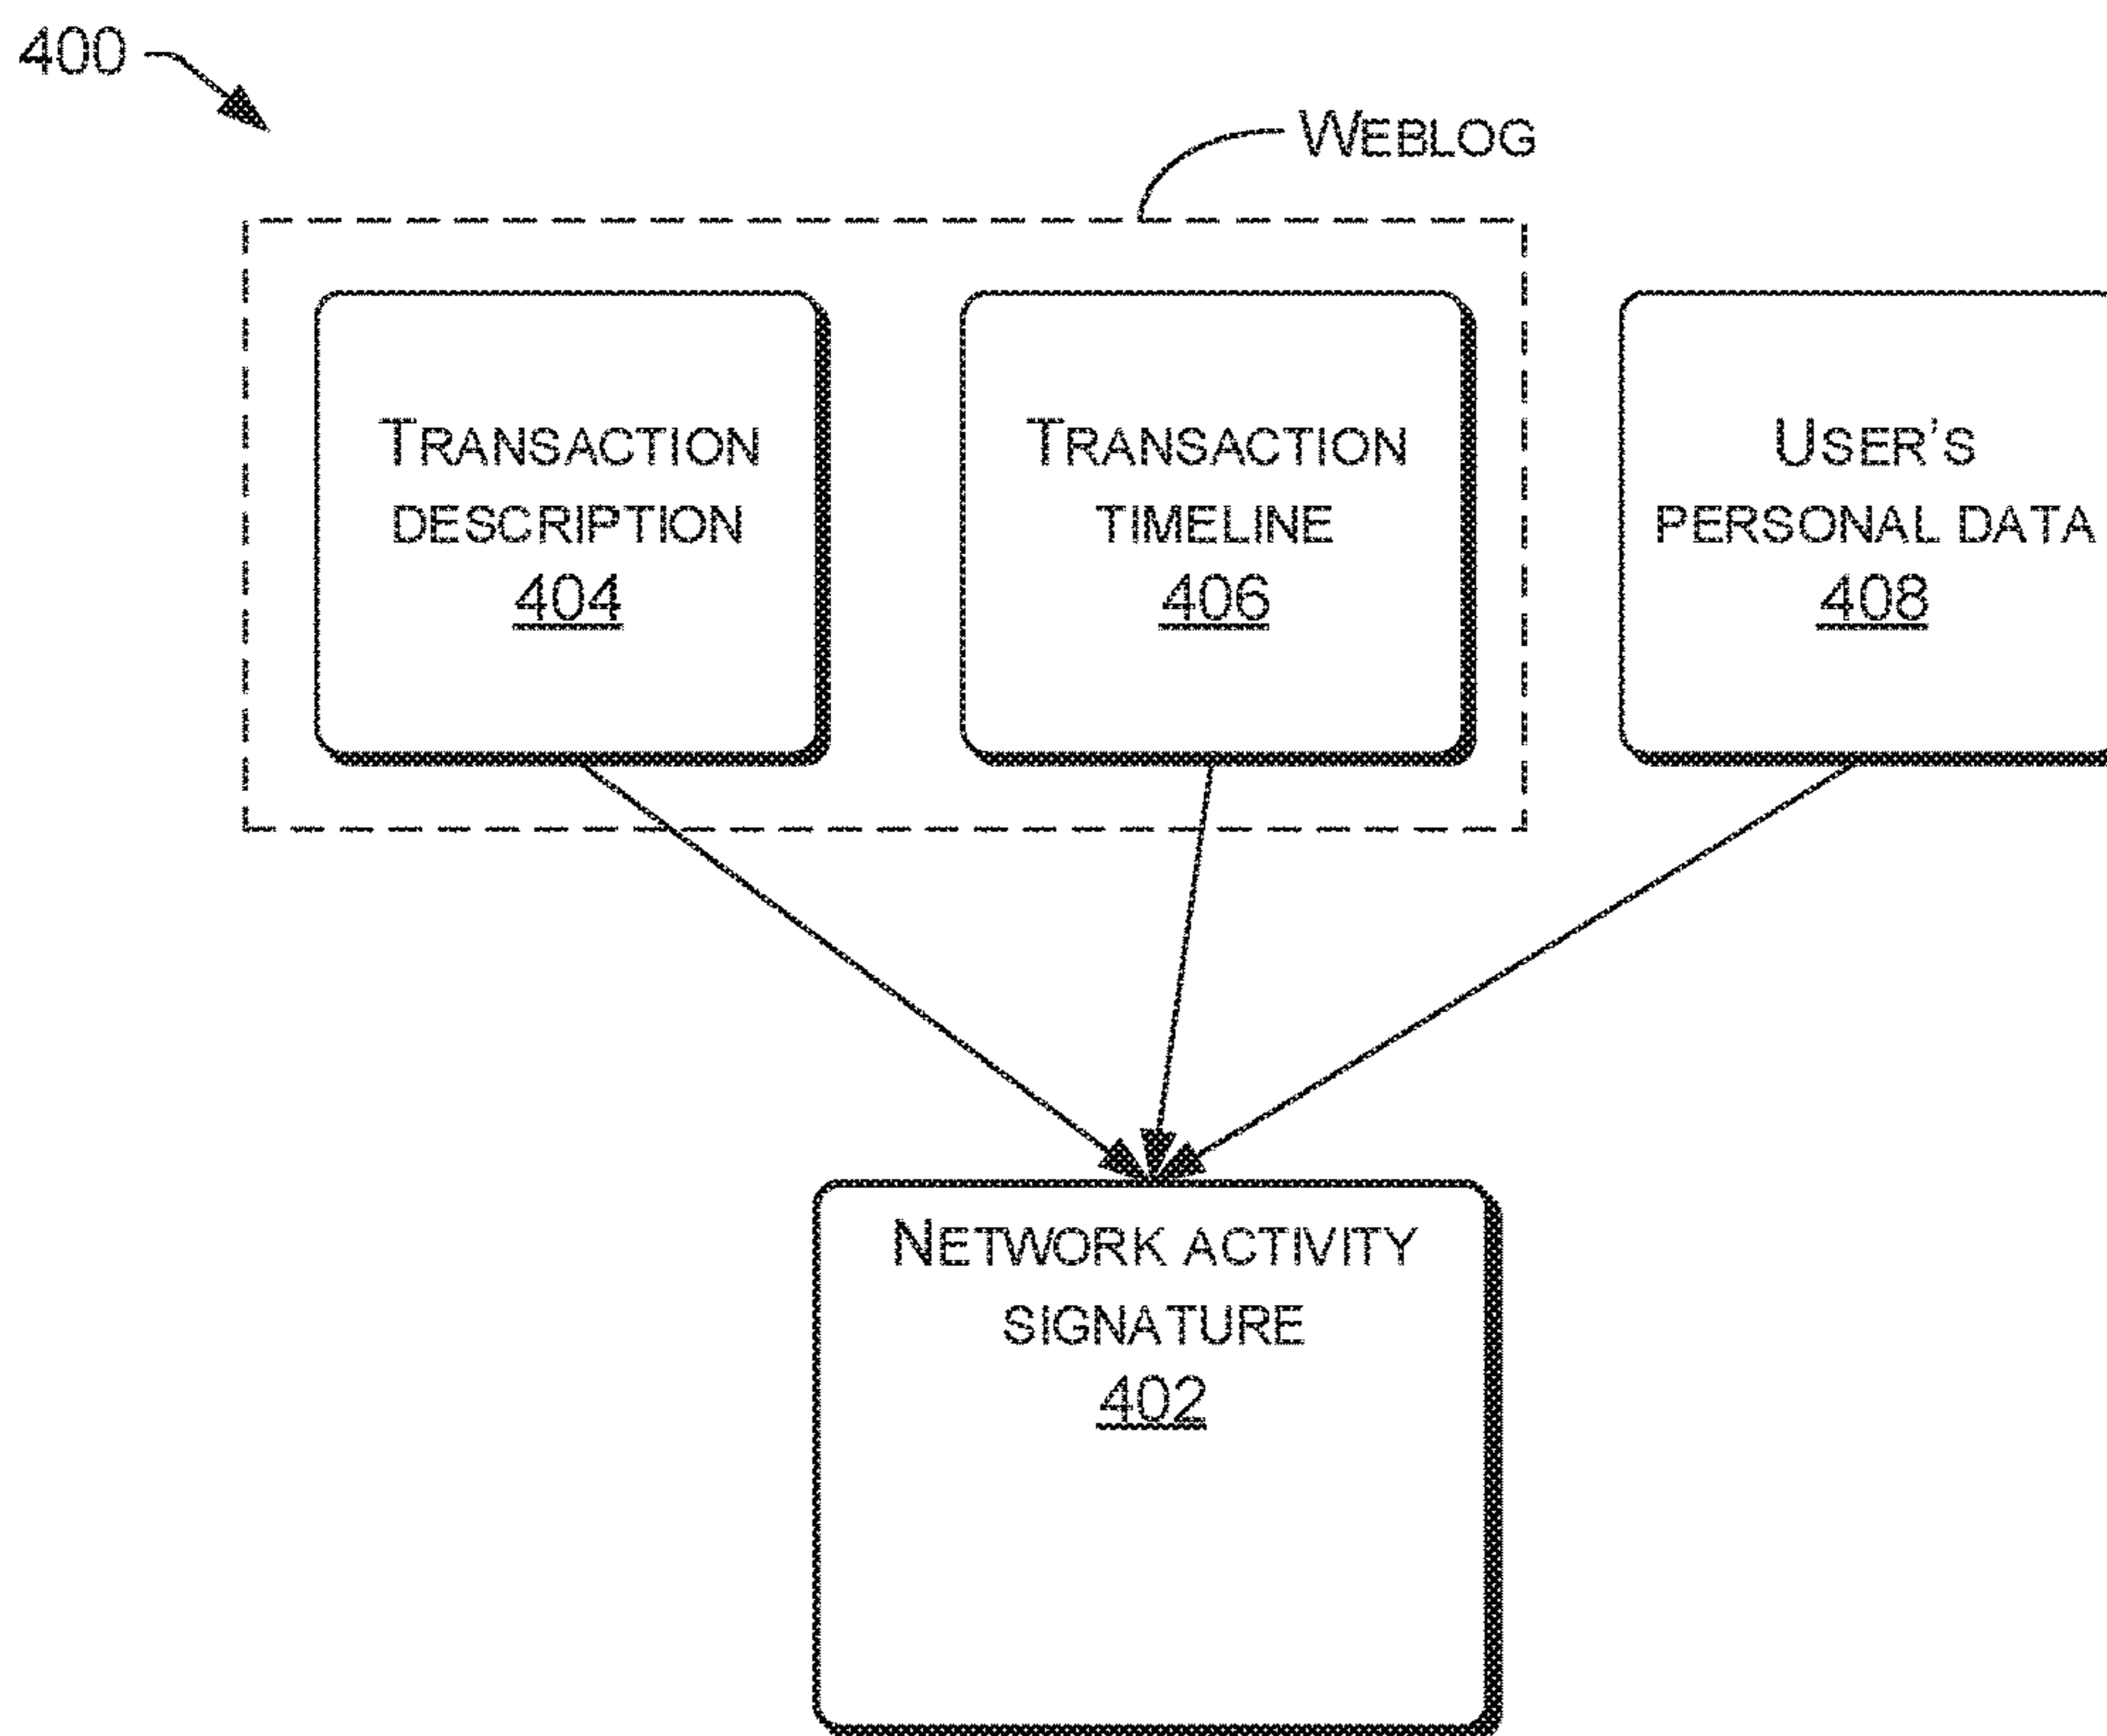 400
WEBLOG
TRANSACTION
DESCRIPTION
404
TRANSACTION
TIMELINE
406
USER'S
PERSONAL DATA
408
NETWORK ACTIVITY
SIGNATURE
402